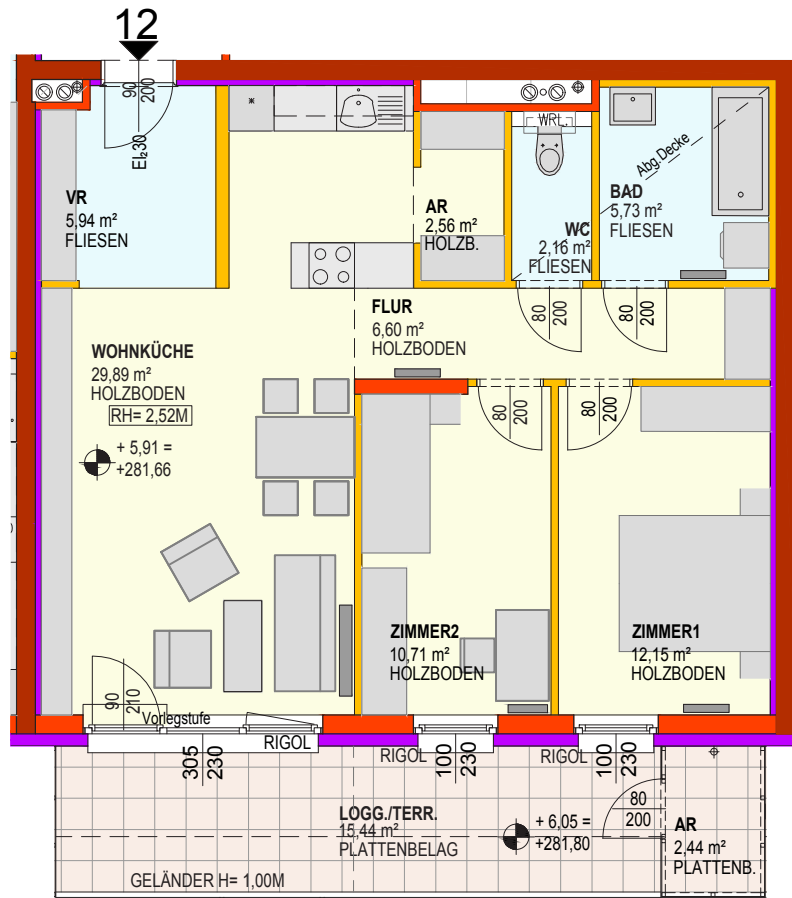 12
90
200
EI₂30
VR
5,94 m²
FLIESEN
AR
2,56 m²
HOLZB.
WRL.
WC
2,16 m²
FLIESEN
Abg.Decke
BAD
5,73 m²
FLIESEN
80
200
80
200
FLUR
6,60 m²
HOLZBODEN
WOHNKÜCHE
29,89 m²
HOLZBODEN
RH= 2,52M
+ 5,91 =
+281,66
80
200
80
200
ZIMMER2
10,71 m²
HOLZBODEN
ZIMMER1
12,15 m²
HOLZBODEN
90
210
Vorlegstufe
RIGOL
305
230
RIGOL
100
230
RIGOL
100
230
LOGG./TERR.
15,44 m²
PLATTENBELAG
+ 6,05 =
+281,80
80
200
AR
2,44 m²
PLATTENB.
GELÄNDER H= 1,00M